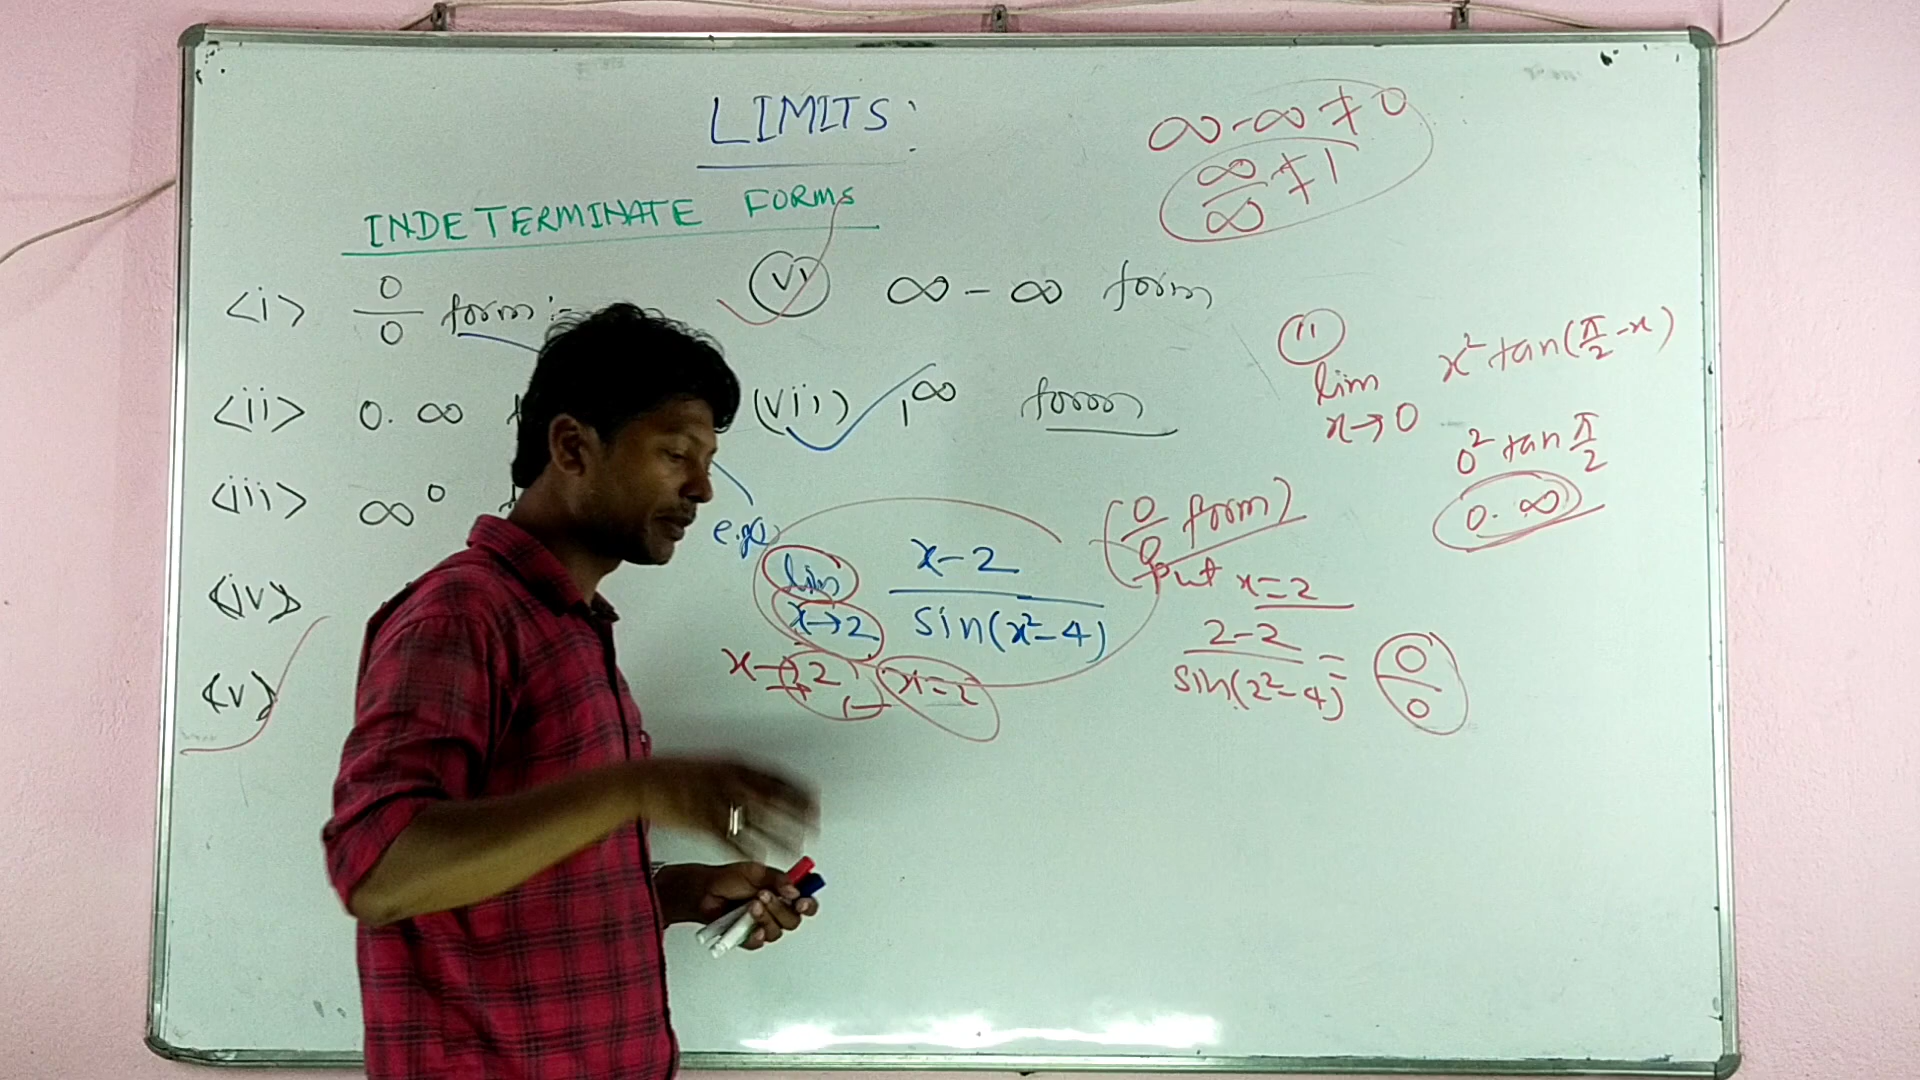 LIMITS:
∞-∞≠0
∞/∞≠1
INDETERMINATE FORMS
<i> 0/0 form:-
(vi) ∞-∞ form
<ii> 0.∞
(vii) 1^∞ form
<iii> ∞⁰
<iv>
<v>
(ii)
lim x→0 x² tan(π/2-x)
0² tan π/2
0.∞
lim x→2 x-2/sin(x²-4)
(0/0 form)
put x=2
2-2/sin(2²-4) = 0/0
x→2, x=2